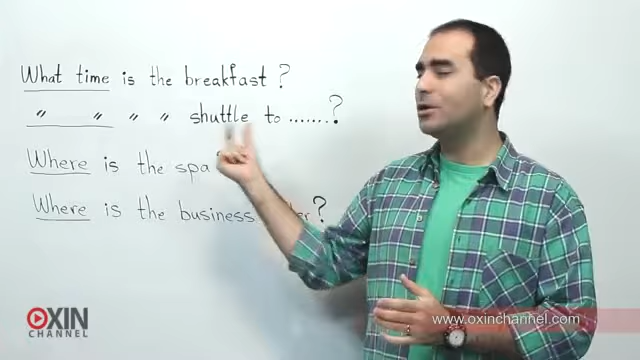 What time is the breakfast?
〃 〃 〃 〃 shuttle to .......?
Where is the spa
Where is the business ter?
OXIN
CHANNEL
www.oxinchannel.com